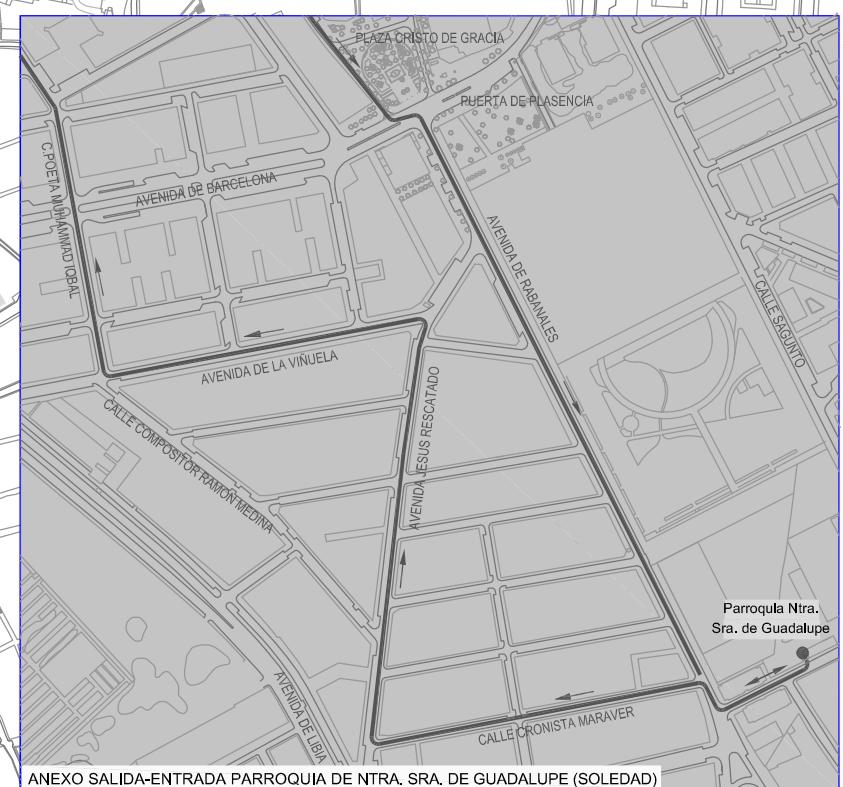 PLAZA CRISTO DE GRACIA
PUERTA DE PLASENCIA
C.POETA MUHAMMAD IQBAL
AVENIDA DE BARCELONA
AVENIDA DE RABANALES
CALLE SAGUNTO
AVENIDA DE LA VIÑUELA
AVENIDA JESUS RESCATADO
CALLE COMPOSITOR RAMÓN MEDINA
Parroquia Ntra.
Sra. de Guadalupe
AVENIDA DE LIBIA
CALLE CRONISTA MARAVER
ANEXO SALIDA-ENTRADA PARROQUIA DE NTRA. SRA. DE GUADALUPE (SOLEDAD)